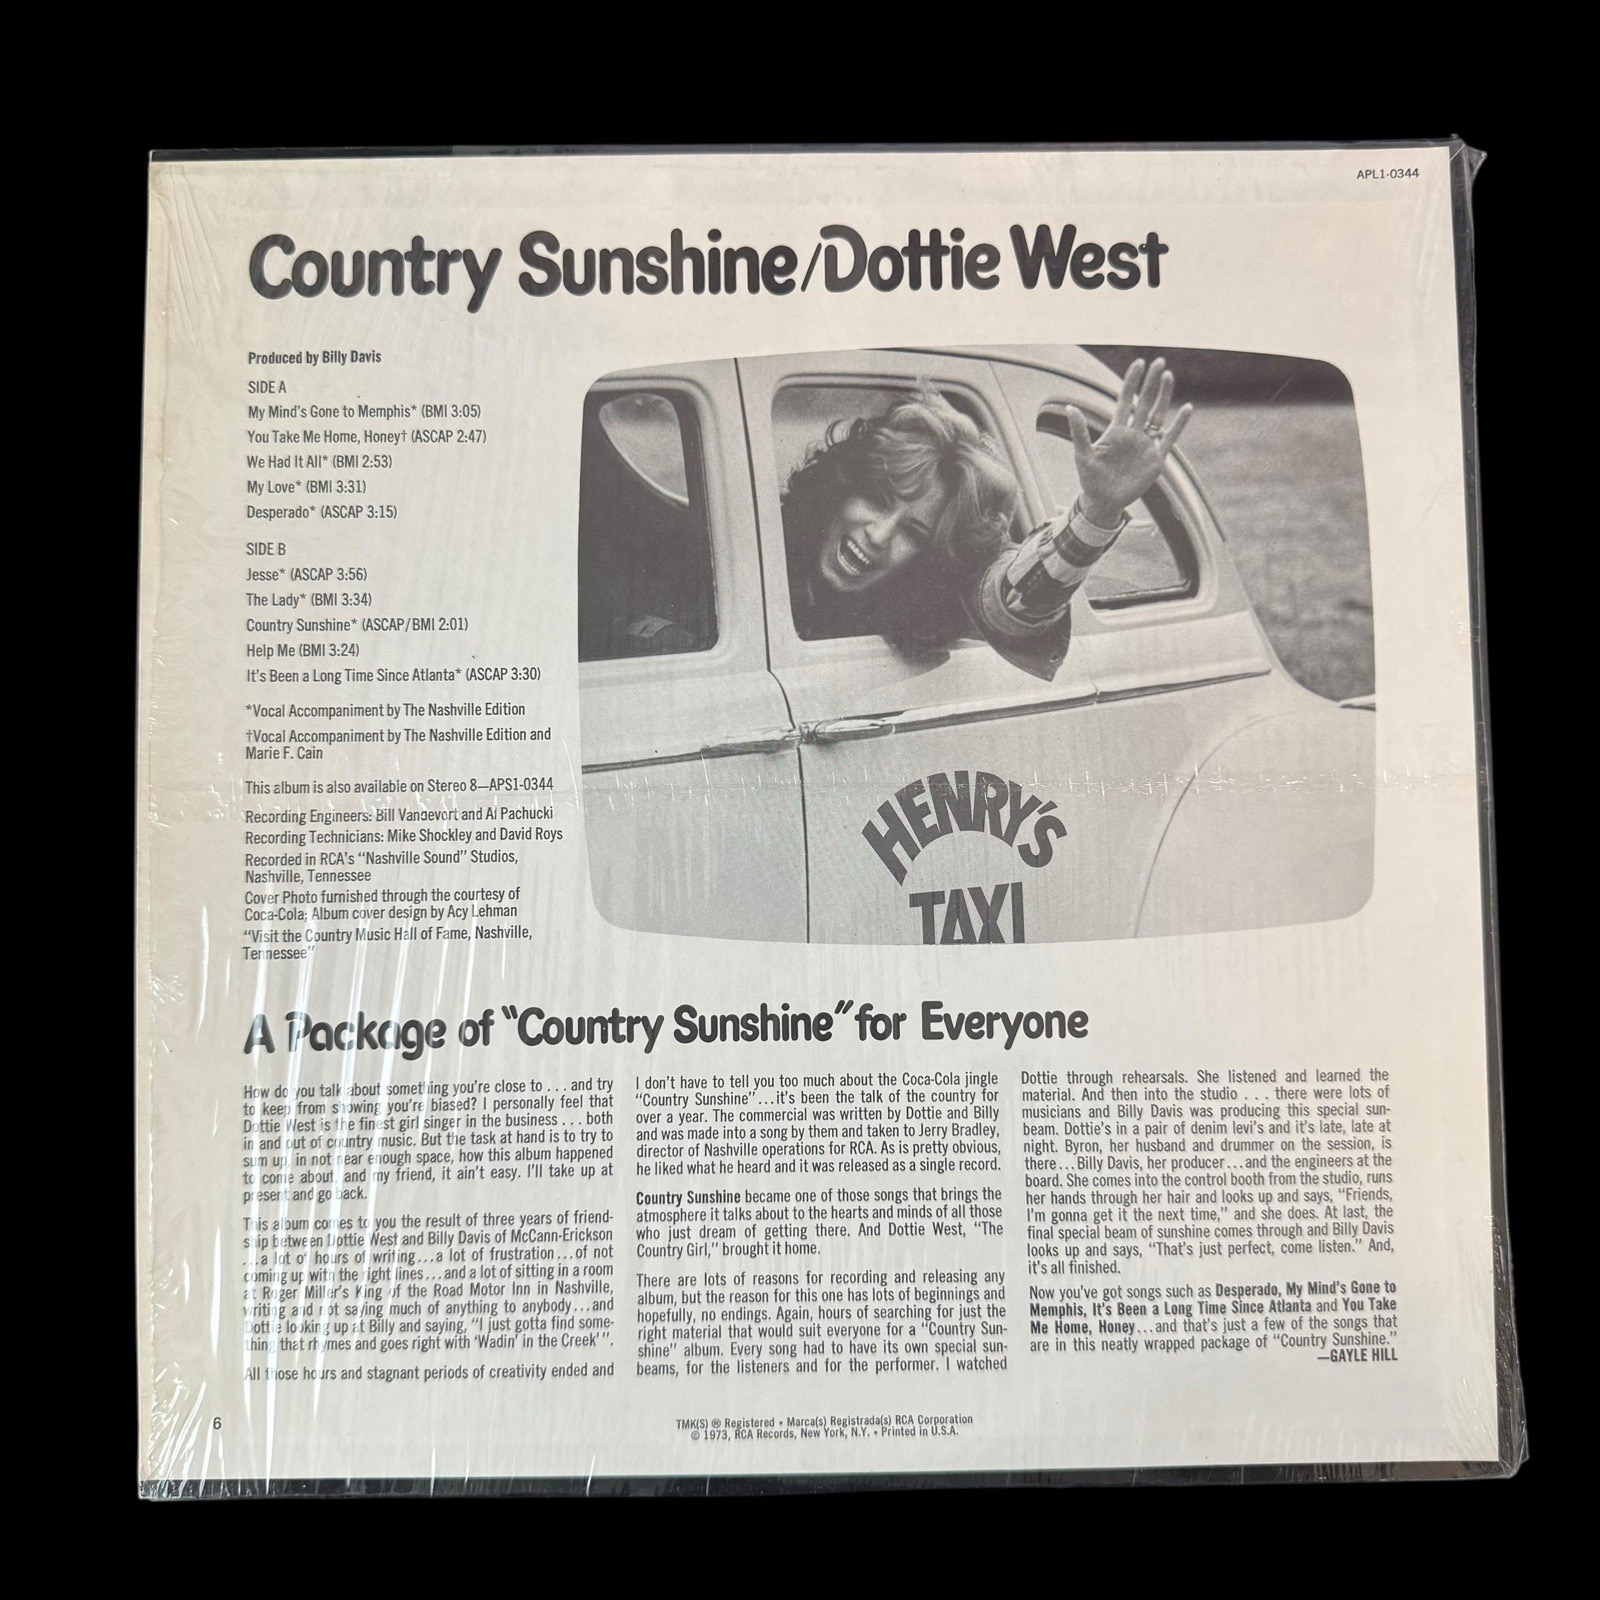 APL1-0344
Country Sunshine/Dottie West
Produced by Billy Davis
SIDE A
My Mind's Gone to Memphis* (BMI 3:05)
You Take Me Home, Honey† (ASCAP 2:47)
We Had It All* (BMI 2:53)
My Love* (BMI 3:31)
Desperado* (ASCAP 3:15)
SIDE B
Jesse* (ASCAP 3:56)
The Lady* (BMI 3:34)
Country Sunshine* (ASCAP/BMI 2:01)
Help Me (BMI 3:24)
It's Been a Long Time Since Atlanta* (ASCAP 3:30)
*Vocal Accompaniment by The Nashville Edition
†Vocal Accompaniment by The Nashville Edition and
Marie F. Cain
This album is also available on Stereo 8—APS1-0344
Recording Engineers: Bill Vandevort and Al Pachucki
Recording Technicians: Mike Shockley and David Roys
Recorded in RCA's "Nashville Sound" Studios,
Nashville, Tennessee
Cover Photo furnished through the courtesy of
Coca-Cola; Album cover design by Acy Lehman
"Visit the Country Music Hall of Fame, Nashville,
Tennessee"
HENRY'S
TAXI
A Package of "Country Sunshine" for Everyone
How do you talk about something you're close to . . . and try
to keep from showing you're biased? I personally feel that
Dottie West is the finest girl singer in the business . . . both
in and out of country music. But the task at hand is to try to
sum up, in not near enough space, how this album happened
to come about, and my friend, it ain't easy. I'll take up at
present and go back.
This album comes to you the result of three years of friend-
ship between Dottie West and Billy Davis of McCann-Erickson
...a lot of hours of writing...a lot of frustration...of not
coming up with the right lines...and a lot of sitting in a room
at Roger Miller's King of the Road Motor Inn in Nashville,
writing and not saying much of anything to anybody...and
Dottie looking up at Billy and saying, "I just gotta find some-
thing that rhymes and goes right with 'Wadin' in the Creek'".
All those hours and stagnant periods of creativity ended and
I don't have to tell you too much about the Coca-Cola jingle
"Country Sunshine"...it's been the talk of the country for
over a year. The commercial was written by Dottie and Billy
and was made into a song by them and taken to Jerry Bradley,
director of Nashville operations for RCA. As is pretty obvious,
he liked what he heard and it was released as a single record.
Country Sunshine became one of those songs that brings the
atmosphere it talks about to the hearts and minds of all those
who just dream of getting there. And Dottie West, "The
Country Girl," brought it home.
There are lots of reasons for recording and releasing any
album, but the reason for this one has lots of beginnings and
hopefully, no endings. Again, hours of searching for just the
right material that would suit everyone for a "Country Sun-
shine" album. Every song had to have its own special sun-
beams, for the listeners and for the performer. I watched
Dottie through rehearsals. She listened and learned the
material. And then into the studio . . . there were lots of
musicians and Billy Davis was producing this special sun-
beam. Dottie's in a pair of denim levi's and it's late, late at
night. Byron, her husband and drummer on the session, is
there...Billy Davis, her producer...and the engineers at the
board. She comes into the control booth from the studio, runs
her hands through her hair and looks up and says, "Friends,
I'm gonna get it the next time," and she does. At last, the
final special beam of sunshine comes through and Billy Davis
looks up and says, "That's just perfect, come listen." And,
it's all finished.
Now you've got songs such as Desperado, My Mind's Gone to
Memphis, It's Been a Long Time Since Atlanta and You Take
Me Home, Honey...and that's just a few of the songs that
are in this neatly wrapped package of "Country Sunshine."
—GAYLE HILL
6
TMK(S) ® Registered • Marca(s) Registrada(s) RCA Corporation
© 1973, RCA Records, New York, N.Y. • Printed in U.S.A.